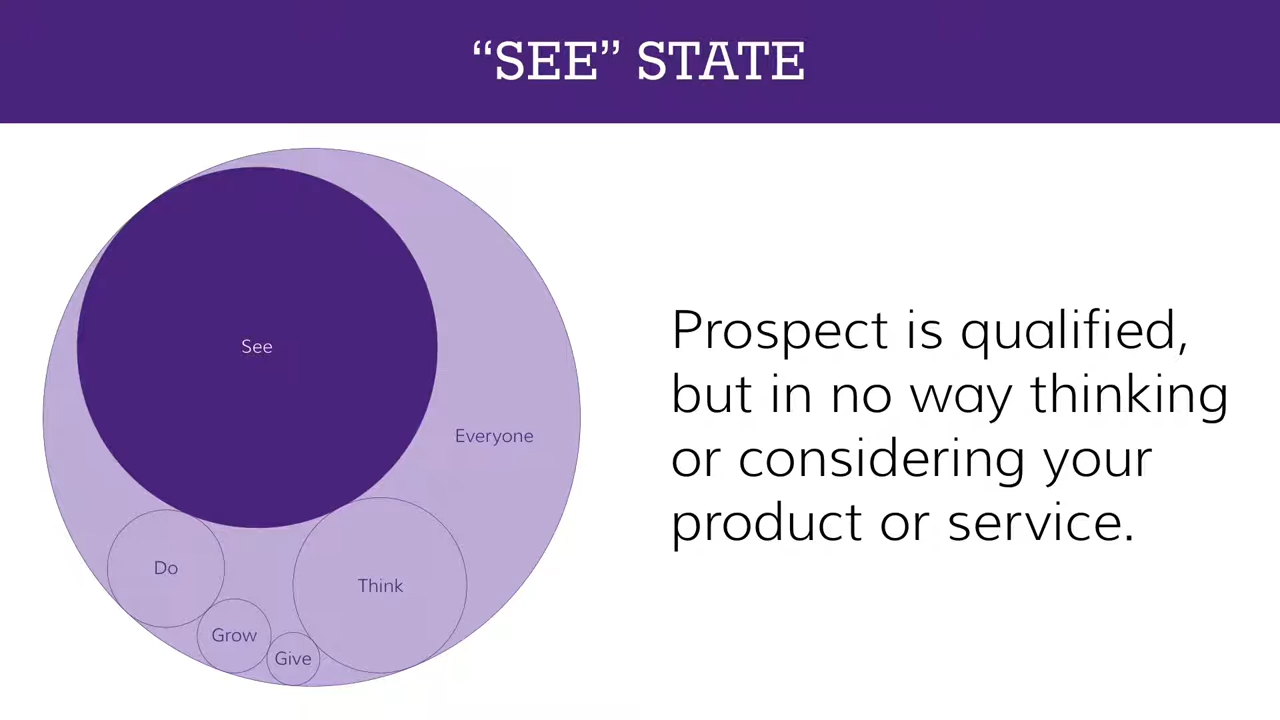 “SEE” STATE
See
Everyone
Do
Think
Grow
Give
Prospect is qualified,
but in no way thinking
or considering your
product or service.